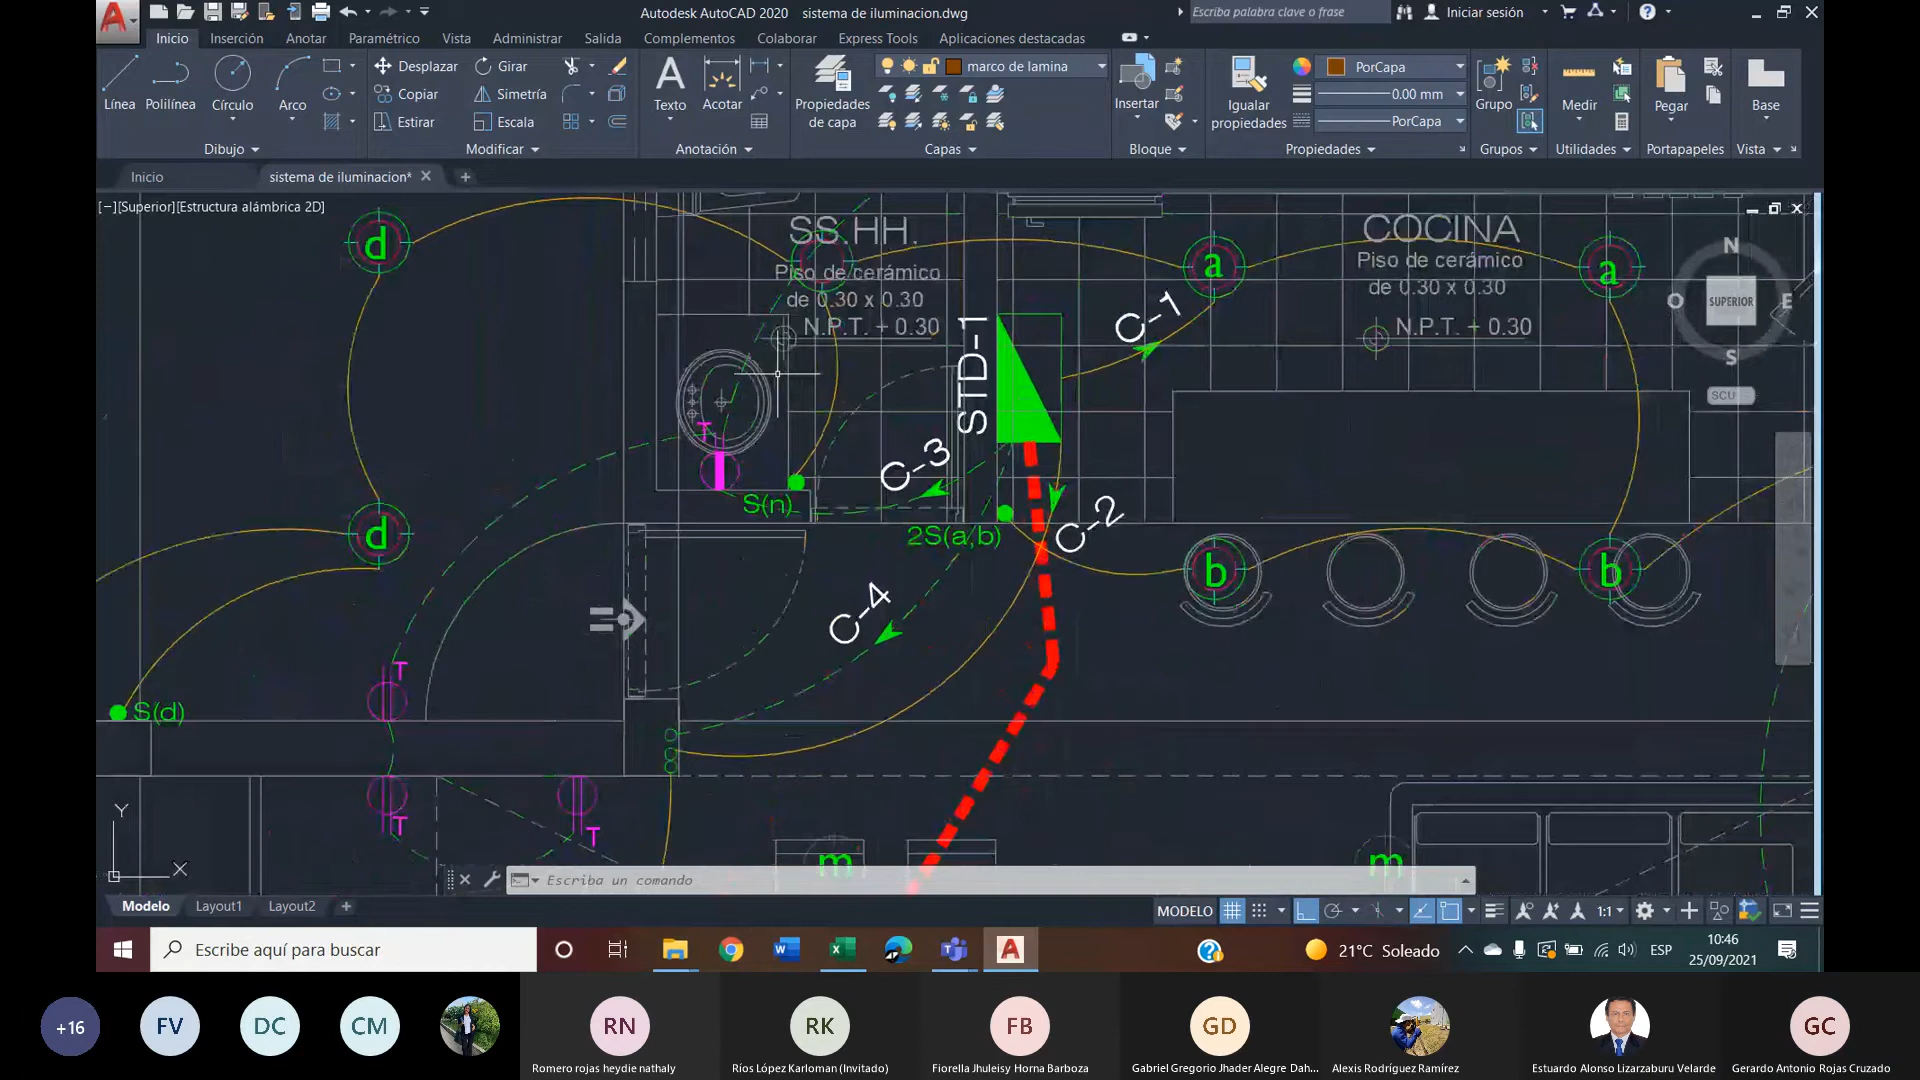 Autodesk AutoCAD 2020 sistema de iluminacion.dwg
Escriba palabra clave o frase
Iniciar sesión
Inicio Inserción Anotar Paramétrico Vista Administrar Salida Complementos Colaborar Express Tools Aplicaciones destacadas
Línea Polilínea Círculo Arco
Desplazar Girar
Copiar Simetría
Estirar Escala
Texto Acotar
Propiedades de capa
marco de lamina
Insertar
Igualar propiedades
PorCapa
0.00 mm
PorCapa
Grupo
Medir
Pegar
Base
Dibujo Modificar Anotación Capas Bloque Propiedades Grupos Utilidades Portapapeles Vista
Inicio sistema de iluminacion*
[−][Superior][Estructura alámbrica 2D]
SS.HH.
Piso de cerámico
de 0.30 x 0.30
N.P.T. + 0.30
COCINA
Piso de cerámico
de 0.30 x 0.30
N.P.T. + 0.30
N
O SUPERIOR E
S
SCU
d
a
a
C-1
STD-1
C-3
T
S(n)
2S(a,b)
C-2
d
b
b
C-4
T
S(d)
T
T
m
m
Y
X
Escriba un comando
Modelo Layout1 Layout2
MODELO
1:1
Escribe aquí para buscar
21°C Soleado
ESP
10:46
25/09/2021
+16
FV
DC
CM
RN
RK
FB
GD
GC
Romero rojas heydie nathaly
Ríos López Karloman (Invitado)
Fiorella Jhuleisy Horna Barboza
Gabriel Gregorio Jhader Alegre Dah...
Alexis Rodríguez Ramírez
Estuardo Alonso Lizarzaburu Velarde
Gerardo Antonio Rojas Cruzado